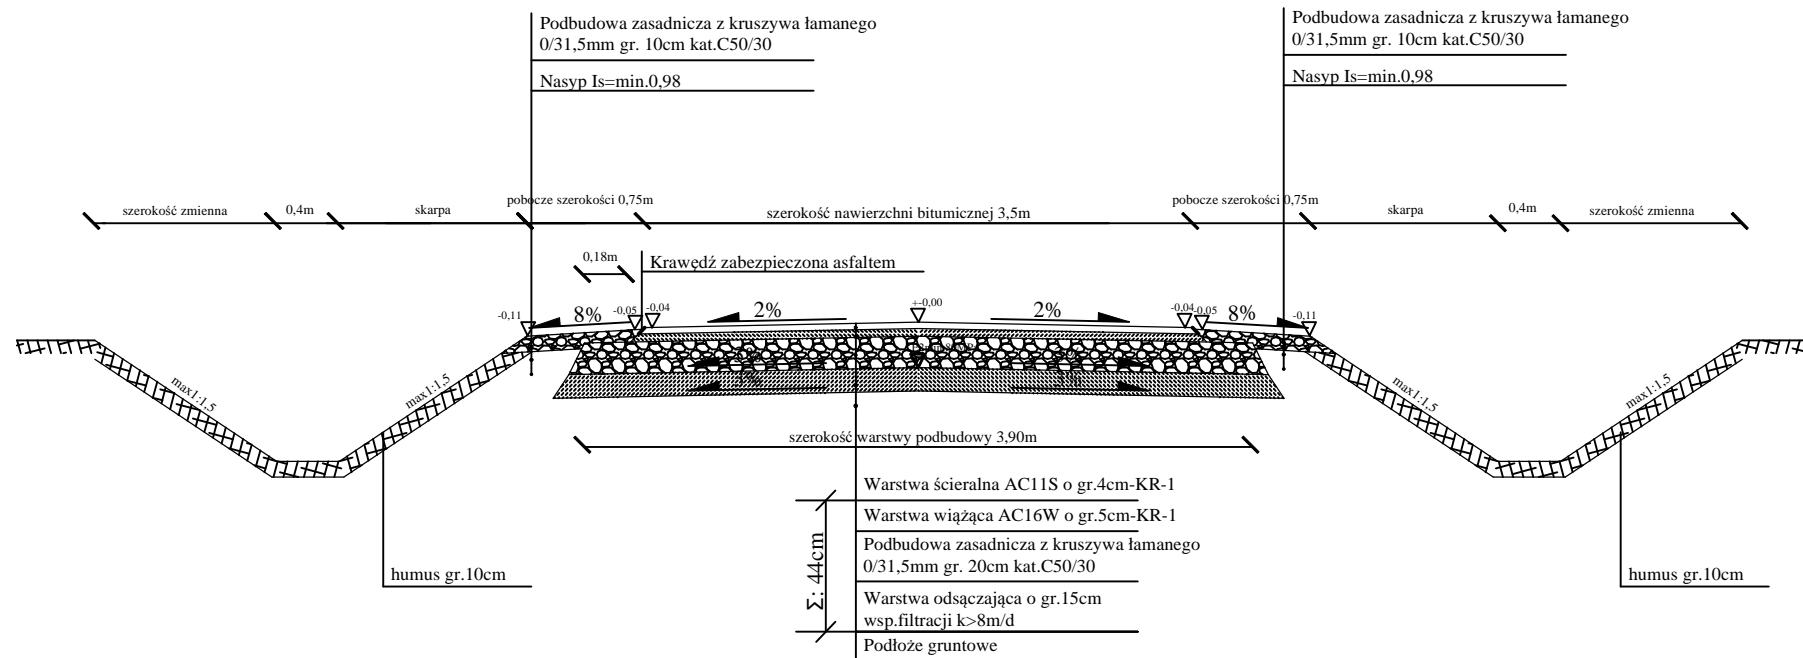 Podbudowa zasadnicza z kruszywa łamanego
0/31,5mm gr. 10cm kat.C50/30
Nasyp Is=min.0,98
Podbudowa zasadnicza z kruszywa łamanego
0/31,5mm gr. 10cm kat.C50/30
Nasyp Is=min.0,98
szerokość zmienna
0,4m
skarpa
pobocze szerokości 0,75m
szerokość nawierzchni bitumicznej 3,5m
pobocze szerokości 0,75m
skarpa
0,4m
szerokość zmienna
0,18m
Krawędź zabezpieczona asfaltem
-0,11
8%
-0,05
-0,04
2%
+-0,00
2%
-0,04
-0,05
8%
-0,11
3%
3%
max1:1,5
max1:1,5
max1:1,5
max1:1,5
szerokość warstwy podbudowy 3,90m
Warstwa ścieralna AC11S o gr.4cm-KR-1
Warstwa wiążąca AC16W o gr.5cm-KR-1
Podbudowa zasadnicza z kruszywa łamanego
0/31,5mm gr. 20cm kat.C50/30
Warstwa odsączająca o gr.15cm
wsp.filtracji k>8m/d
Podłoże gruntowe
Σ: 44cm
humus gr.10cm
humus gr.10cm